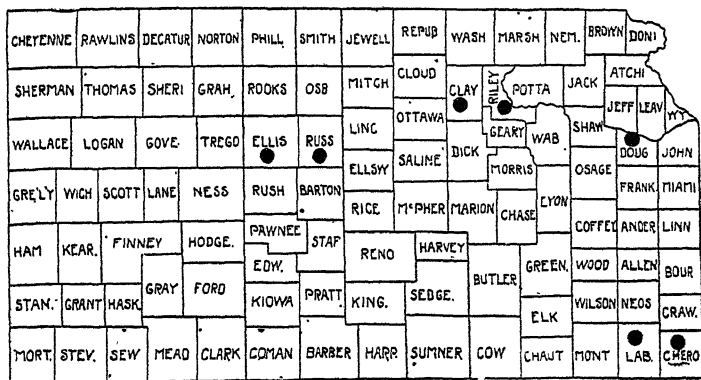 CHEYENNE RAWLINS DECATUR NORTON PHILL SMITH JEWELL REPUB WASH MARSH NEM. BROWN DONI
SHERMAN THOMAS SHERI GRAH. ROOKS OSB MITCH CLOUD CLAY RILEY POTTA JACK ATCHI
JEFF LEAV WY
WALLACE LOGAN GOVE TREGO ELLIS RUSS LINC OTTAWA DICK GEARY WAB SHAW DOUG JOHN
ELLSW SALINE MORRIS OSAGE
GRE'LY WICH SCOTT LANE NESS RUSH BARTON RICE McPHER MARION CHASE LYON FRANK MIAMI
HAM KEAR. FINNEY HODGE. PAWNEE STAF RENO HARVEY COFFEY ANDER LINN
EDW. BUTLER GREEN. WOOD ALLEN BOUR
STAN. GRANT HASK. GRAY FORD KIOWA PRATT KING. SEDGE. WILSON NEOS CRAW.
ELK
MORT. STEV. SEW MEAD CLARK COMAN BARBER HARP. SUMNER COW CHAUT MONT LAB. CHERO